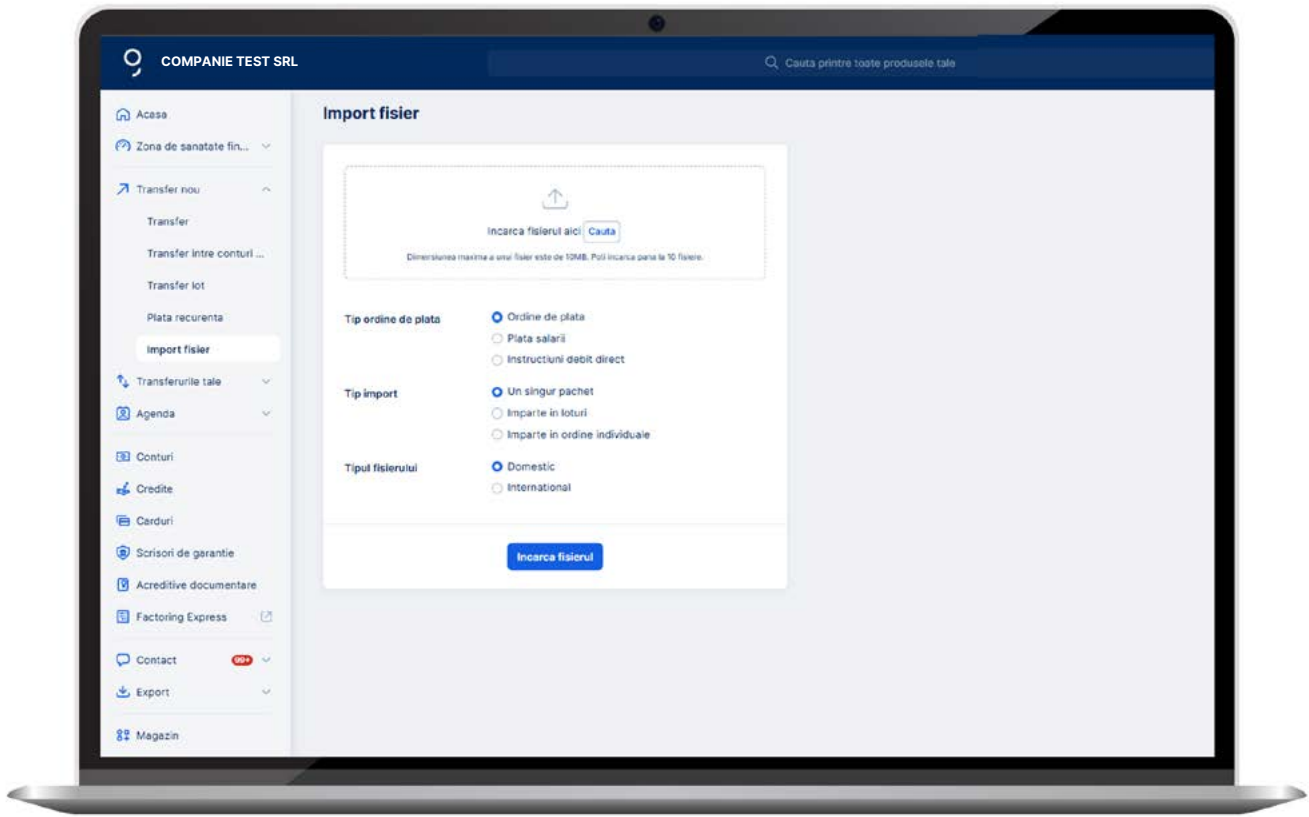 COMPANIE TEST SRL
Cauta printre toate produsele tale
Acasa
Zona de sanatate fin...
Transfer nou
Transfer
Transfer intre conturi ...
Transfer lot
Plata recurenta
Import fisier
Transferurile tale
Agenda
Conturi
Credite
Carduri
Scrisori de garantie
Acreditive documentare
Factoring Express
Contact 99+
Export
Magazin
Import fisier
Incarca fisierul aici Cauta
Dimensiunea maxima a unui fisier este de 10MB. Poti incarca pana la 10 fisiere.
Tip ordine de plata
Ordine de plata
Plata salarii
Instructiuni debit direct
Tip import
Un singur pachet
Imparte in loturi
Imparte in ordine individuale
Tipul fisierului
Domestic
International
Incarca fisierul